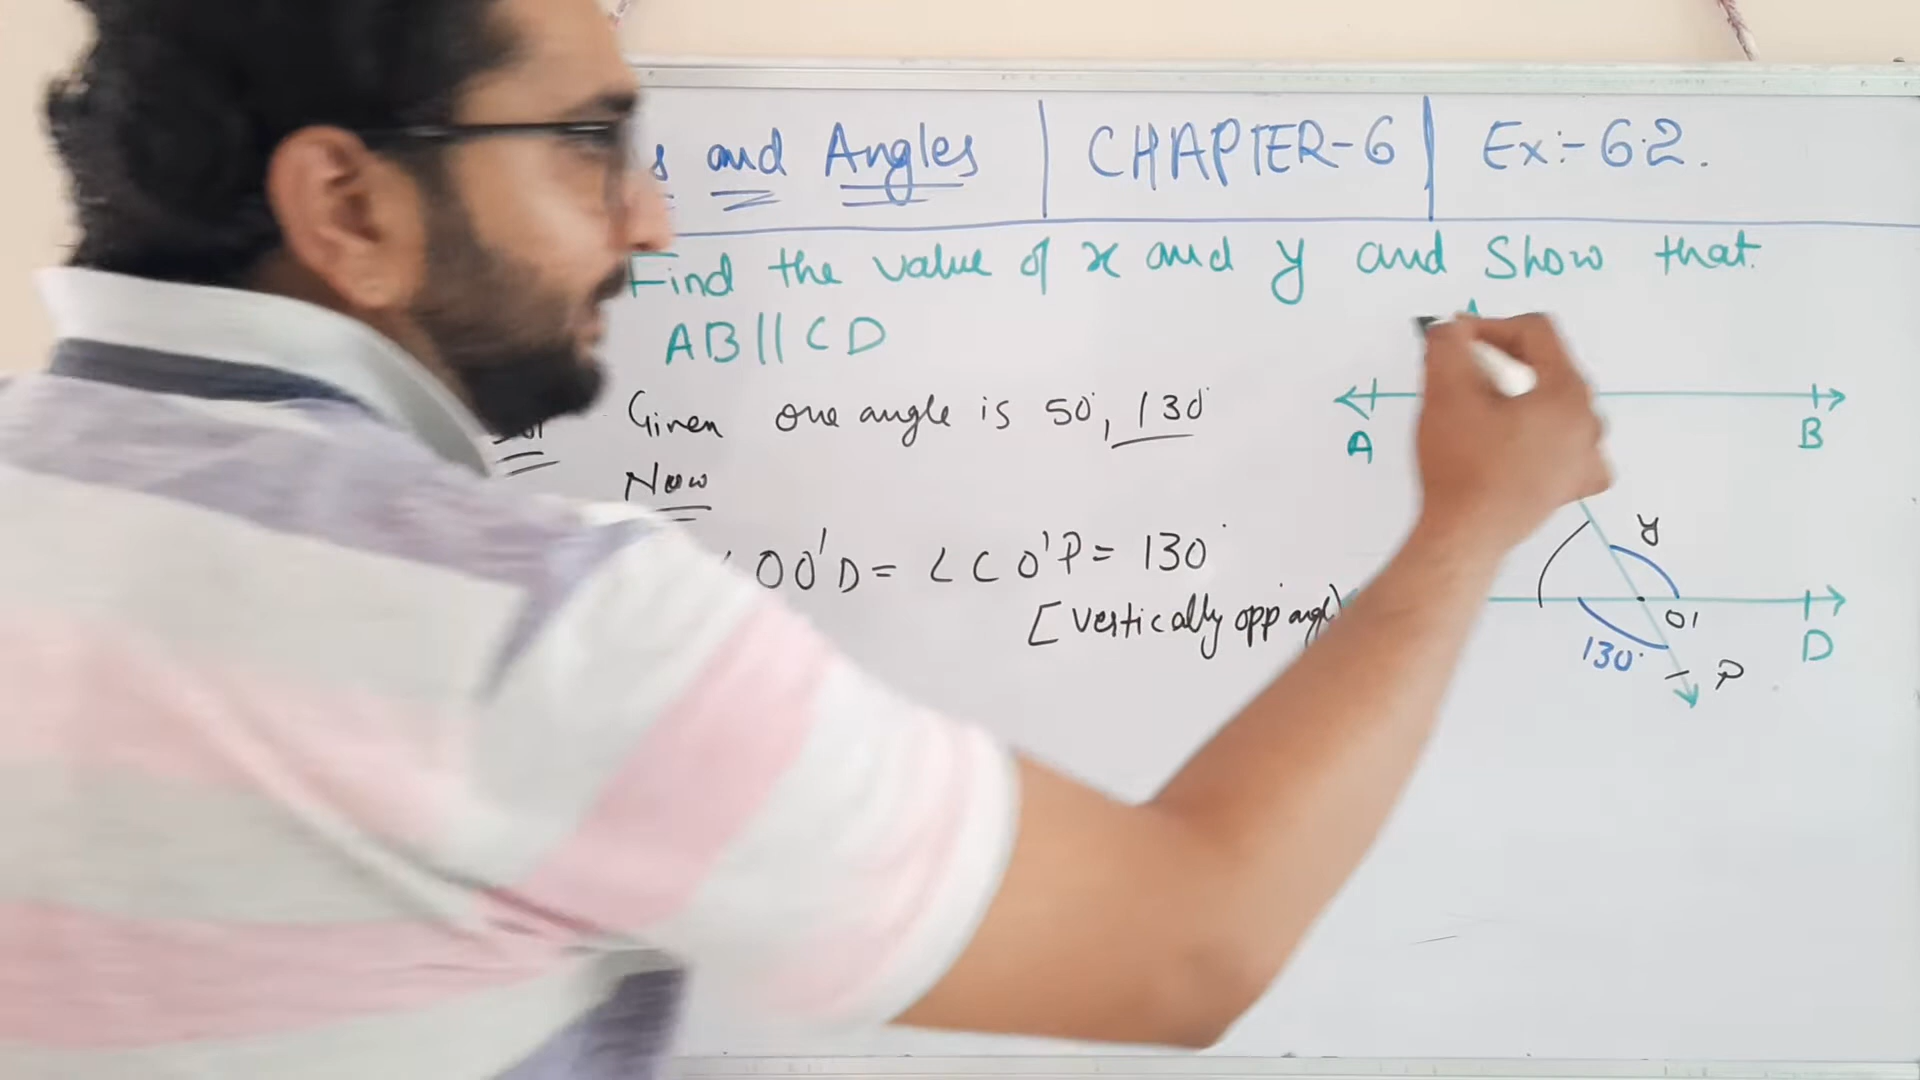 s and Angles | CHAPTER-6 | Ex:- 6.2.
Find the value of x and y and Show that
AB || CD
Given one angle is 50°, 130°
Now
OO'D = ∠CO'P = 130°
[Vertically opp angle]
A
B
y
O'
130°
P
D